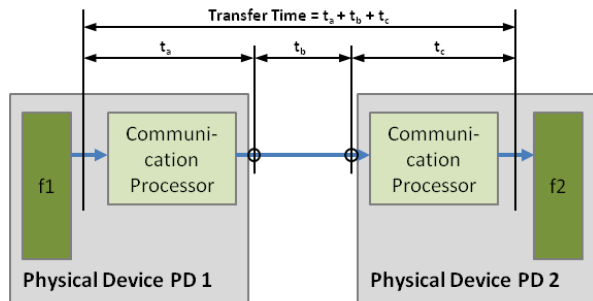 Transfer Time = ta + tb + tc
ta
tb
tc
f1
Communi-
cation
Processor
Communi-
cation
Processor
f2
Physical Device PD 1
Physical Device PD 2